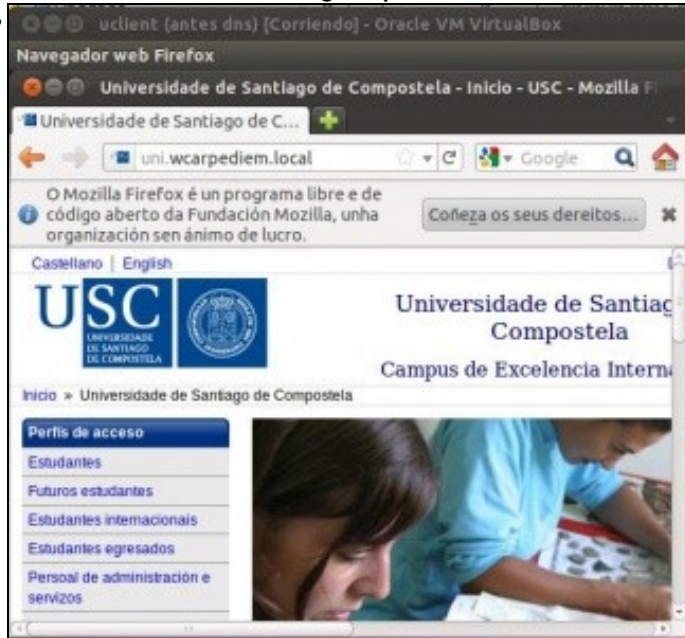 uclient (antes dns) [Corriendo] - Oracle VM VirtualBox
Navegador web Firefox
Universidade de Santiago de Compostela - Inicio - USC - Mozilla F
Universidade de Santiago de C...
uni.wcarpediem.local
Google
O Mozilla Firefox é un programa libre e de
código aberto da Fundación Mozilla, unha
organización sen ánimo de lucro.
Coñeza os seus dereitos...
Castellano | English
USC
UNIVERSIDADE
DE SANTIAGO
DE COMPOSTELA
Universidade de Santiag
Compostela
Campus de Excelencia Interna
Inicio » Universidade de Santiago de Compostela
Perfís de acceso
Estudantes
Futuros estudantes
Estudantes internacionais
Estudantes egresados
Persoal de administración e
servizos